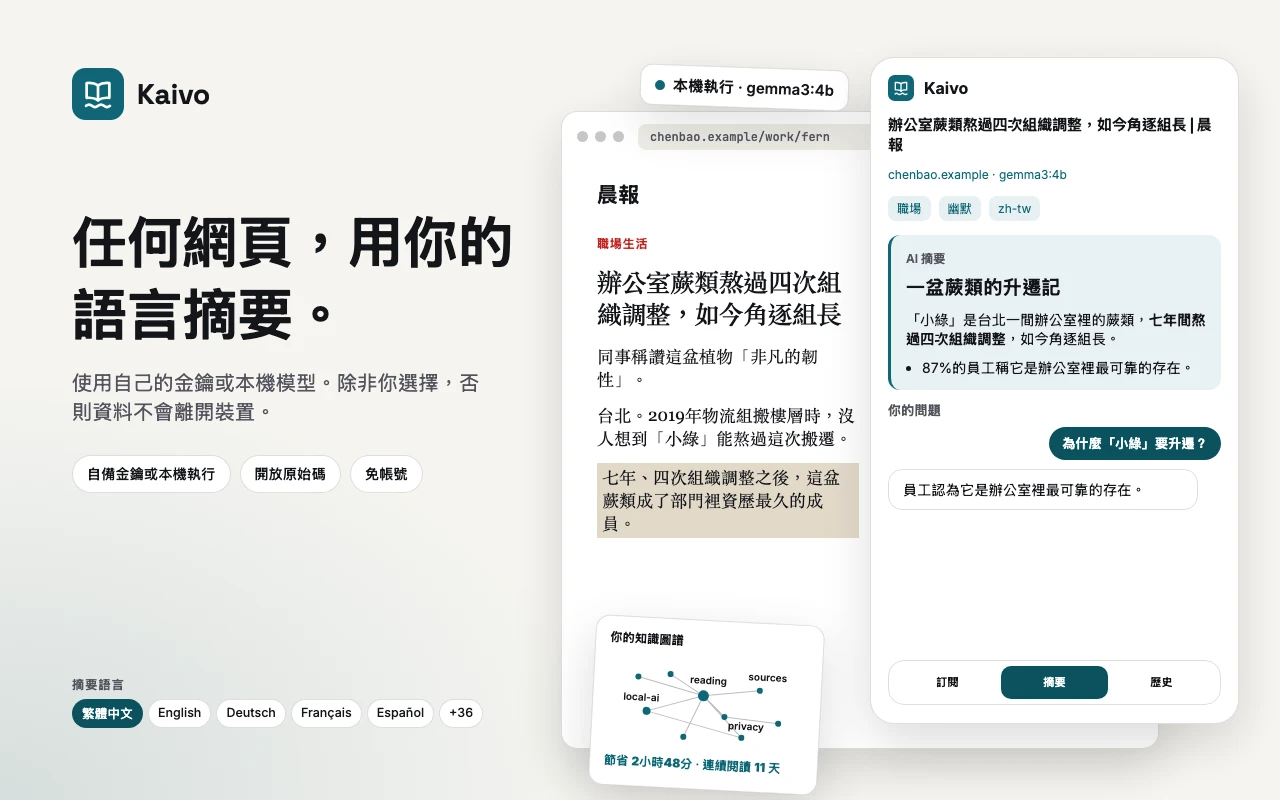 Kaivo
任何網頁，用你的
語言摘要。
使用自己的金鑰或本機模型。除非你選擇，否
則資料不會離開裝置。
自備金鑰或本機執行
開放原始碼
免帳號
摘要語言
繁體中文
English
Deutsch
Français
Español
+36
本機執行 · gemma3:4b
chenbao.example/work/fern
晨報
職場生活
辦公室蕨類熬過四次組
織調整，如今角逐組長
同事稱讚這盆植物「非凡的韌
性」。
台北。2019年物流組搬樓層時，沒
人想到「小綠」能熬過這次搬遷。
七年、四次組織調整之後，這盆
蕨類成了部門裡資歷最久的成
員。
你的知識圖譜
reading
sources
local-ai
privacy
節省 2小時48分 · 連續閱讀 11 天
Kaivo
辦公室蕨類熬過四次組織調整，如今角逐組長 | 晨
報
chenbao.example · gemma3:4b
職場
幽默
zh-tw
AI 摘要
一盆蕨類的升遷記
「小綠」是台北一間辦公室裡的蕨類，七年間熬
過四次組織調整，如今角逐組長。
• 87%的員工稱它是辦公室裡最可靠的存在。
你的問題
為什麼「小綠」要升遷？
員工認為它是辦公室裡最可靠的存在。
訂閱
摘要
歷史